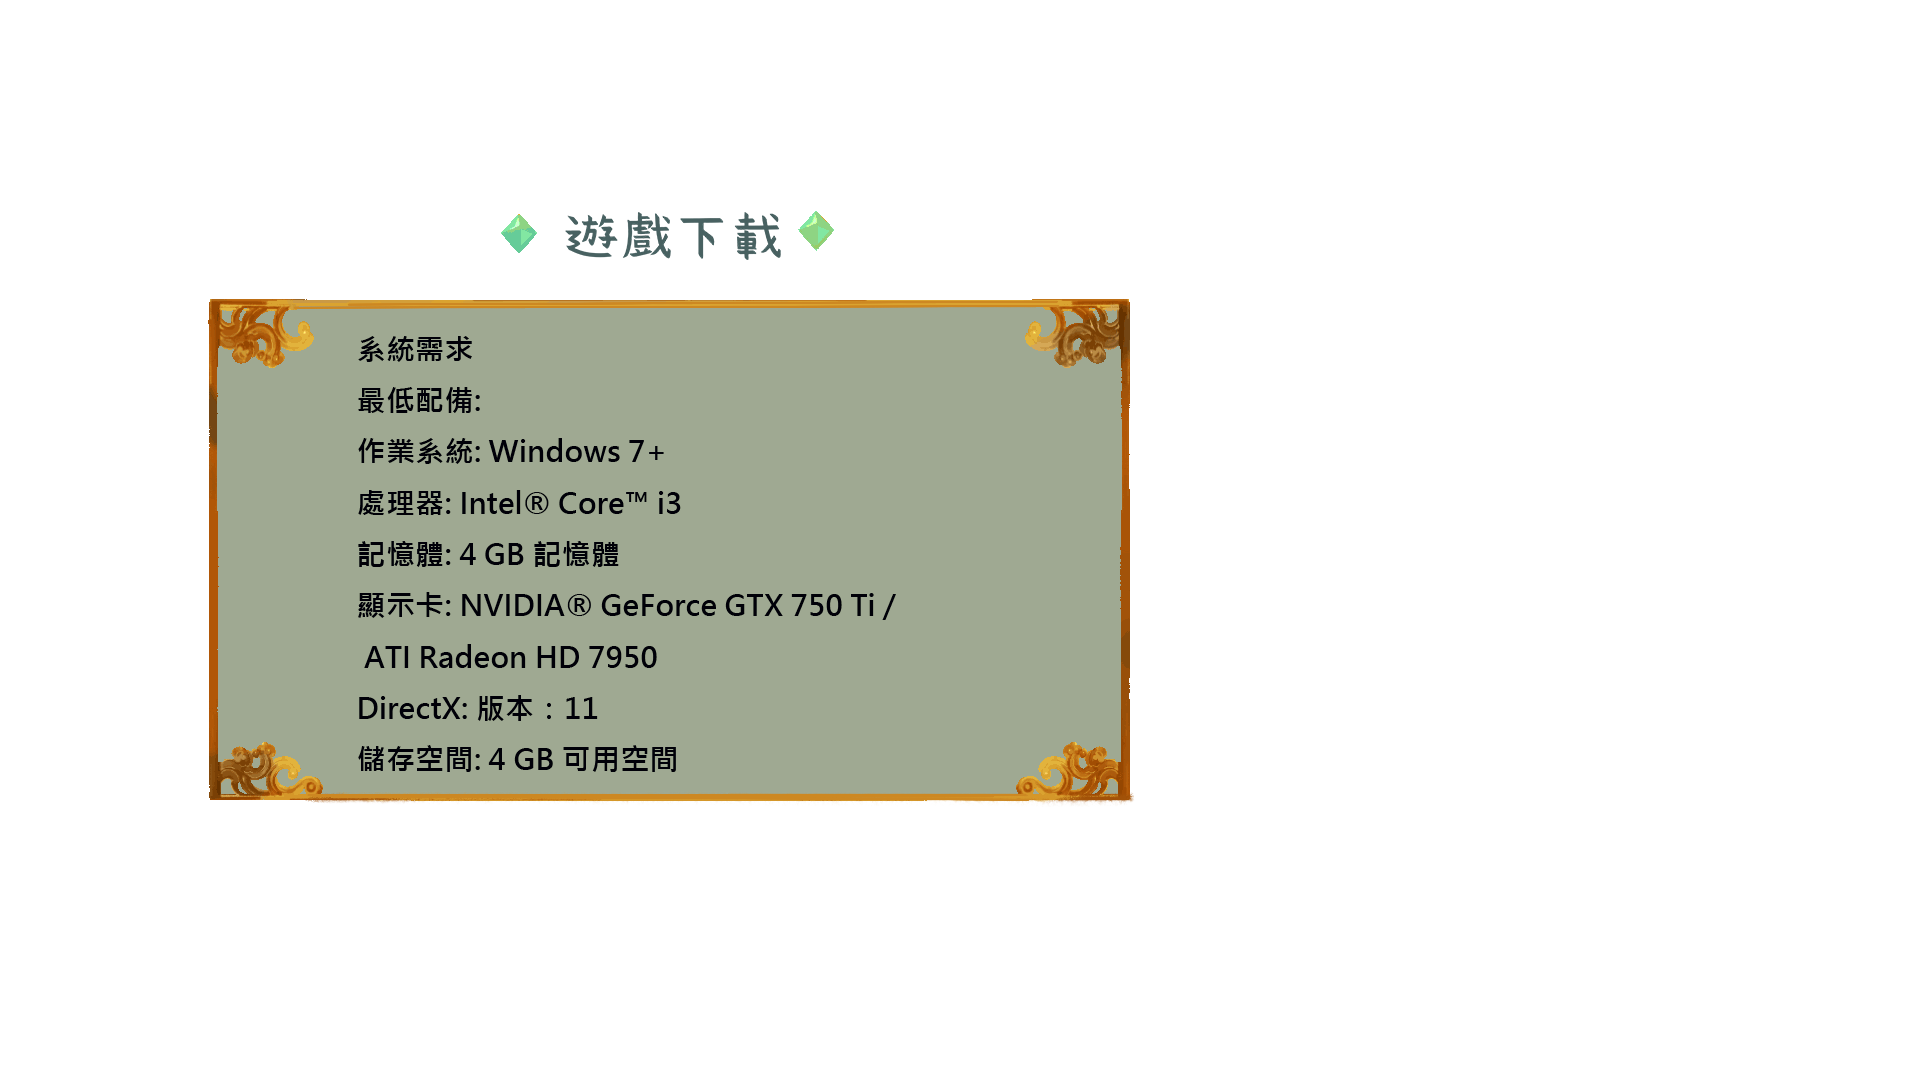 遊戲下載
系統需求
最低配備:
作業系統: Windows 7+
處理器: Intel® Core™ i3
記憶體: 4 GB 記憶體
顯示卡: NVIDIA® GeForce GTX 750 Ti /
ATI Radeon HD 7950
DirectX: 版本：11
儲存空間: 4 GB 可用空間